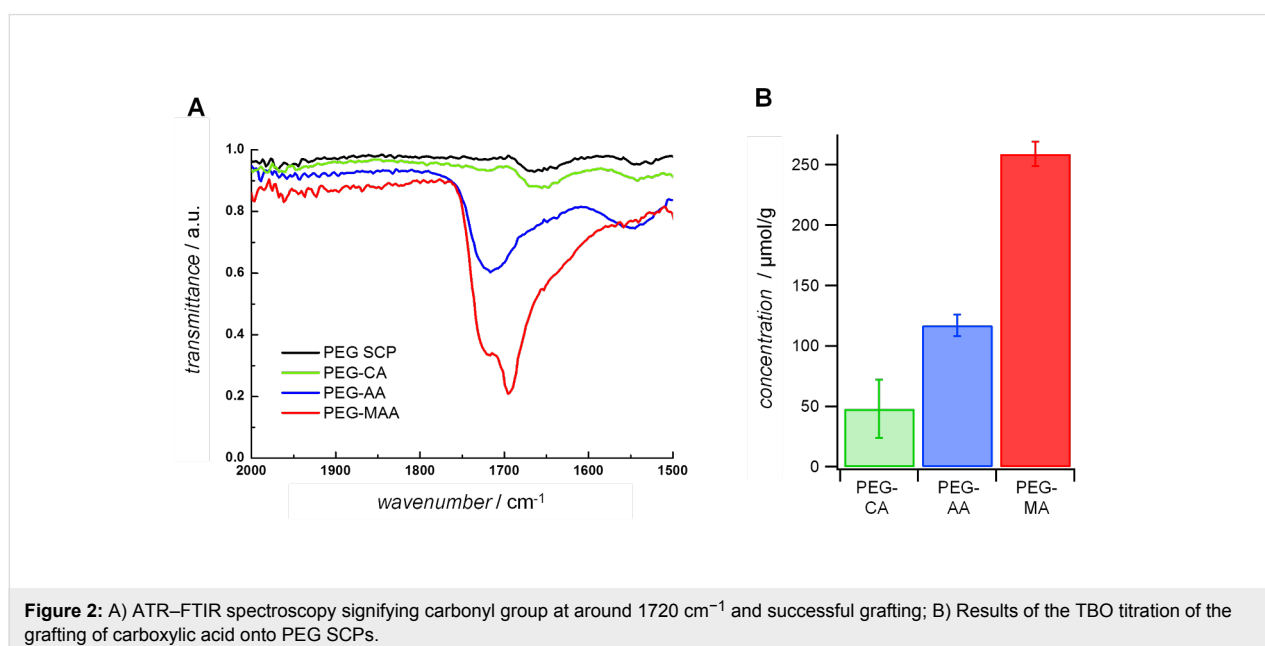 A
B
transmittance / a.u.
1.0
0.8
0.6
0.4
0.2
0.0
PEG SCP
PEG-CA
PEG-AA
PEG-MAA
2000 1900 1800 1700 1600 1500
wavenumber / cm⁻¹
concentration / µmol/g
250
200
150
100
50
0
PEG- PEG- PEG-
CA AA MA
Figure 2: A) ATR–FTIR spectroscopy signifying carbonyl group at around 1720 cm⁻¹ and successful grafting; B) Results of the TBO titration of the
grafting of carboxylic acid onto PEG SCPs.